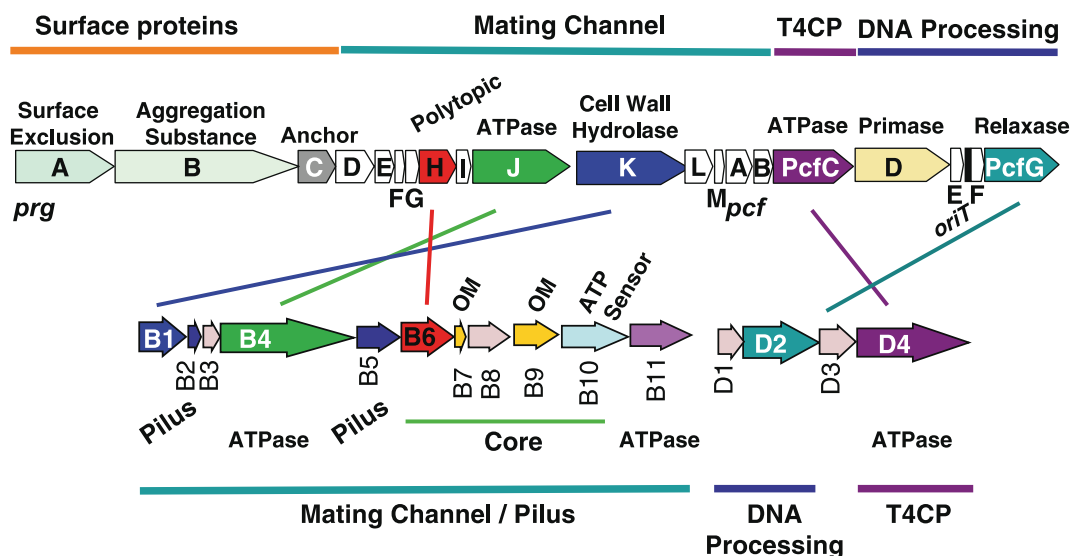 Surface proteins Mating Channel T4CP DNA Processing
Surface Exclusion Aggregation Substance Anchor Polytopic ATPase Cell Wall Hydrolase ATPase Primase Relaxase
A B C D E H I J K L A B PcfC D PcfG
prg F G M pcf E F
oriT
OM OM ATP Sensor
B1 B4 B6 D2 D4
B2 B3 B5 B7 B8 B9 B10 B11 D1 D3
Pilus ATPase Pilus Core ATPase ATPase
Mating Channel / Pilus DNA Processing T4CP